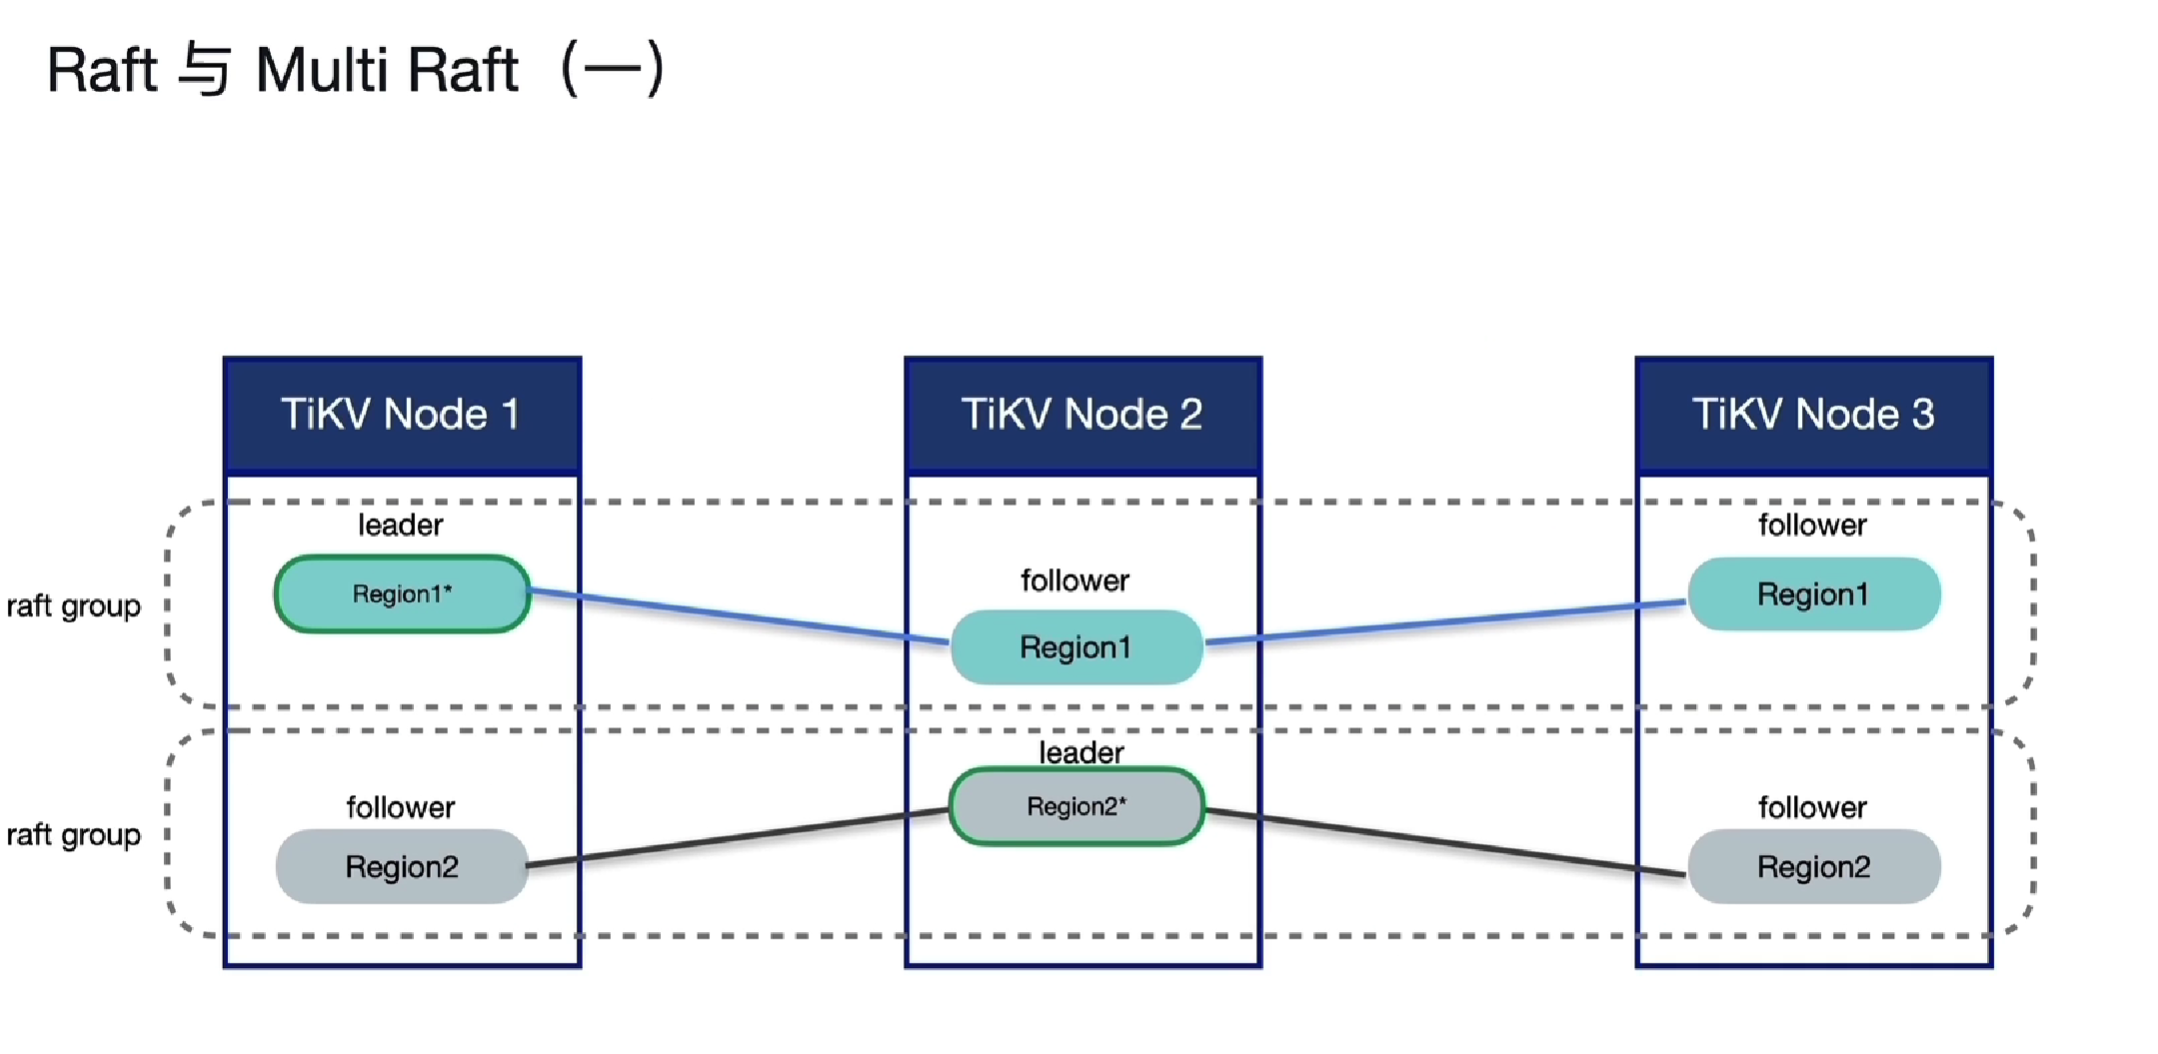 Raft 与 Multi Raft（一）
TiKV Node 1
TiKV Node 2
TiKV Node 3
leader
follower
follower
raft group
Region1*
Region1
Region1
leader
follower
follower
raft group
Region2
Region2*
Region2